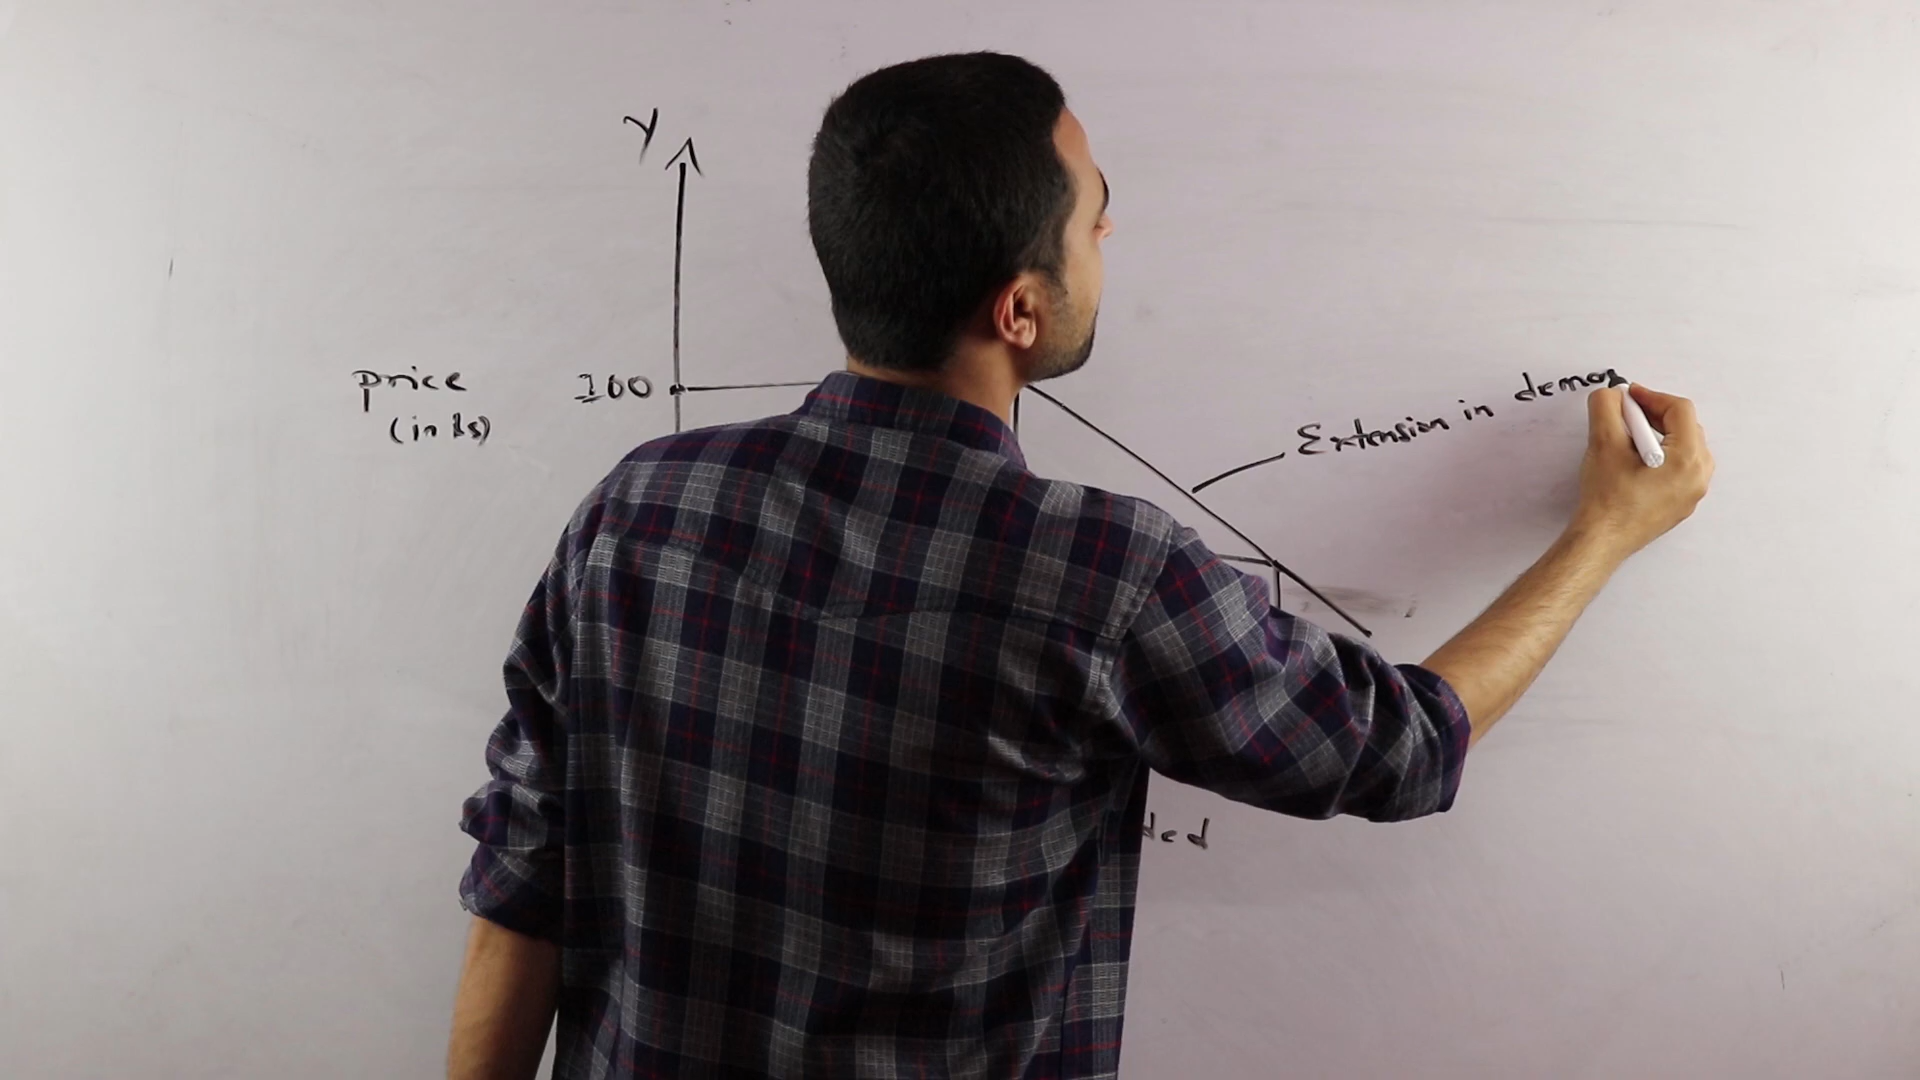 Y
price
(in Rs)
100
Extension in deman
ded